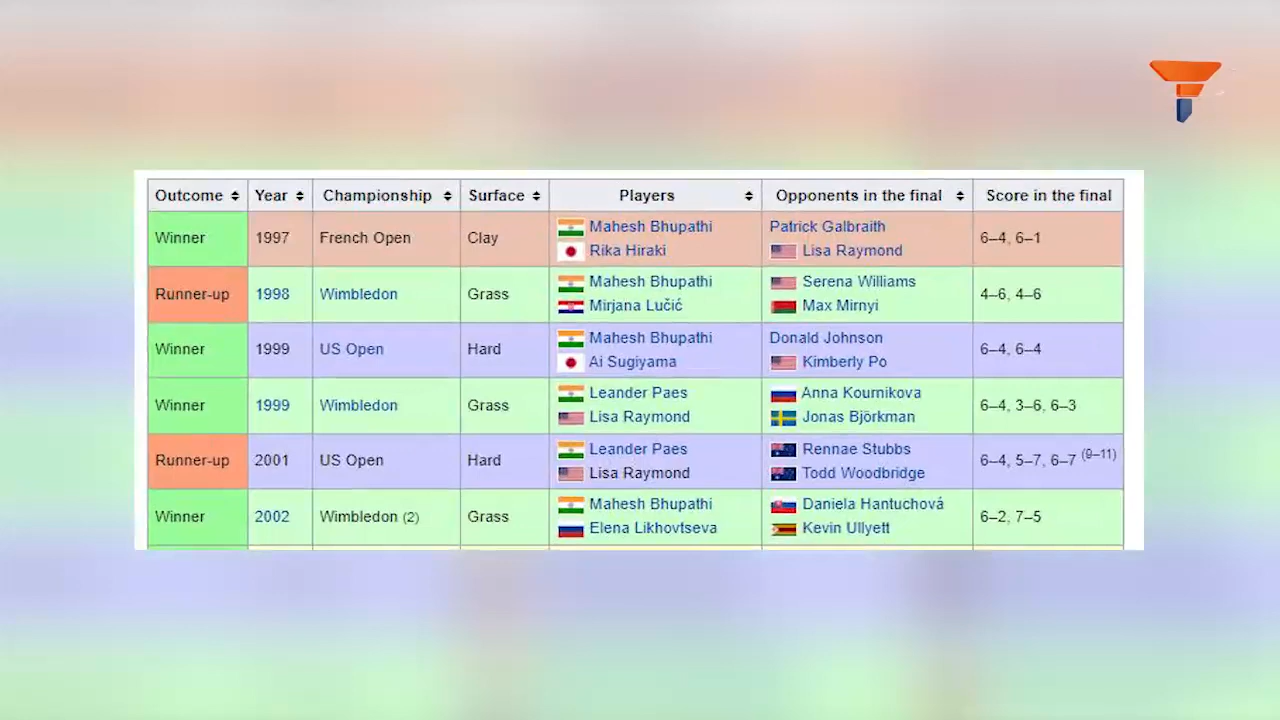 Outcome Year Championship Surface Players Opponents in the final Score in the final
Winner 1997 French Open Clay Mahesh Bhupathi Patrick Galbraith 6–4, 6–1
Rika Hiraki Lisa Raymond
Runner-up 1998 Wimbledon Grass Mahesh Bhupathi Serena Williams 4–6, 4–6
Mirjana Lučić Max Mirnyi
Winner 1999 US Open Hard Mahesh Bhupathi Donald Johnson 6–4, 6–4
Ai Sugiyama Kimberly Po
Winner 1999 Wimbledon Grass Leander Paes Anna Kournikova 6–4, 3–6, 6–3
Lisa Raymond Jonas Björkman
Runner-up 2001 US Open Hard Leander Paes Rennae Stubbs 6–4, 5–7, 6–7 (9–11)
Lisa Raymond Todd Woodbridge
Winner 2002 Wimbledon (2) Grass Mahesh Bhupathi Daniela Hantuchová 6–2, 7–5
Elena Likhovtseva Kevin Ullyett